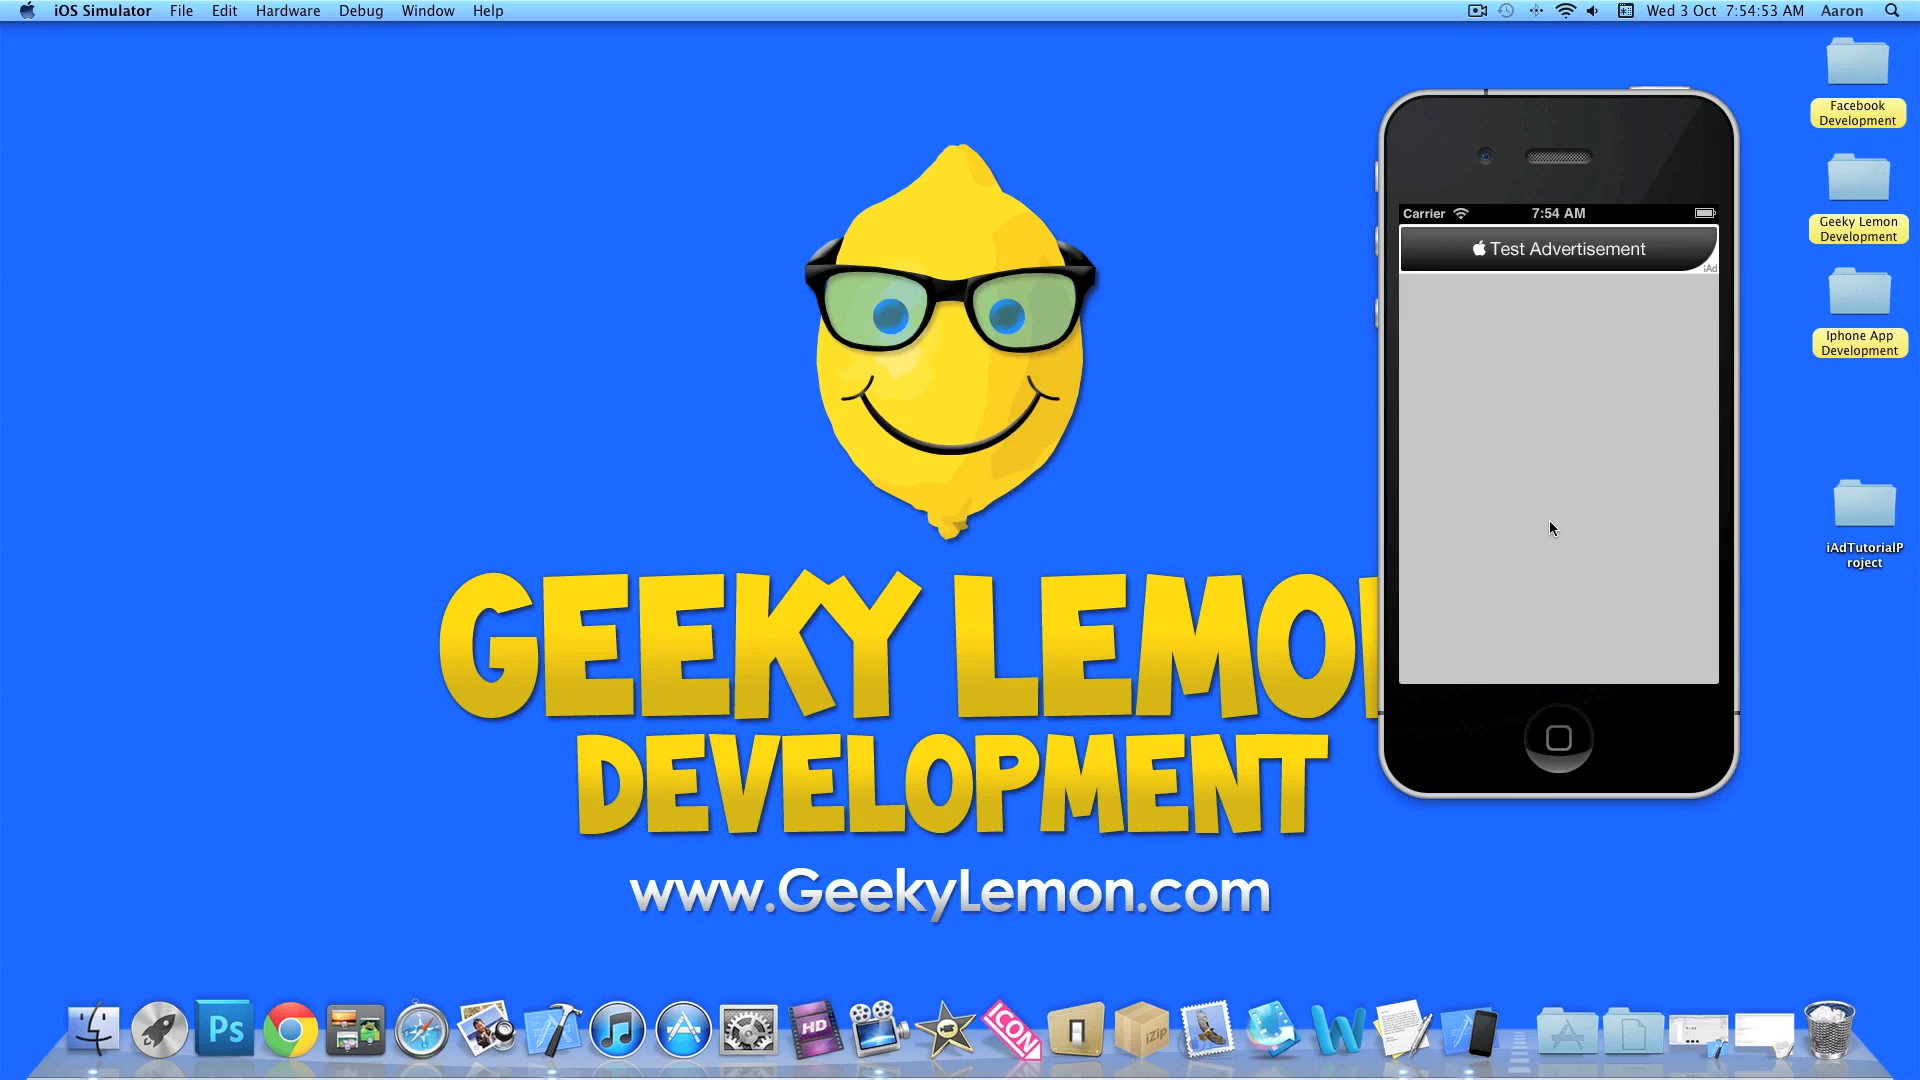 iOS Simulator File Edit Hardware Debug Window Help
Wed 3 Oct 7:54:53 AM Aaron
Facebook
Development
Geeky Lemon
Development
Iphone App
Development
iAdTutorialP
roject
Carrier 7:54 AM
Test Advertisement
iAd
GEEKY LEMO
DEVELOPMENT
www.GeekyLemon.com
Ps
HD
ICON
iZip
W